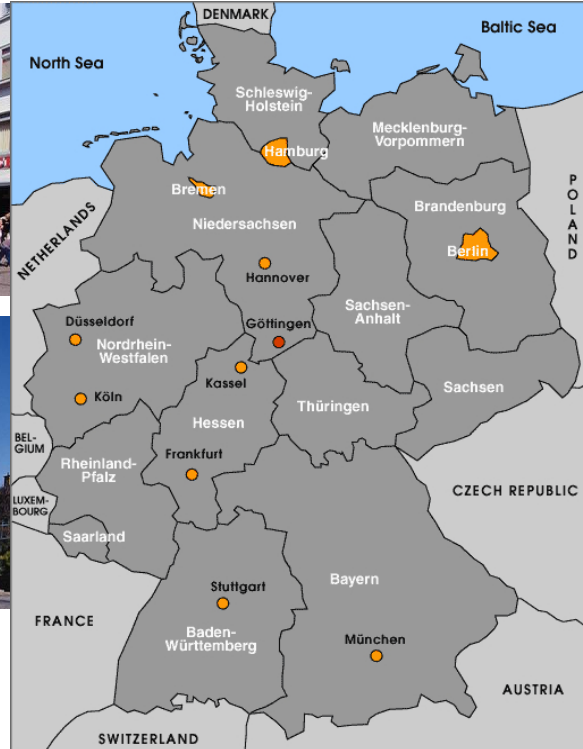 DENMARK
Baltic Sea
North Sea
Schleswig-
Holstein
Mecklenburg-
Vorpommern
Hamburg
POLAND
Bremen
Brandenburg
NETHERLANDS
Niedersachsen
Berlin
Hannover
Sachsen-
Anhalt
Düsseldorf
Göttingen
Nordrhein-
Westfalen
Kassel
Sachsen
Köln
Thüringen
Hessen
BEL-
GIUM
Frankfurt
Rheinland-
Pfalz
CZECH REPUBLIC
LUXEM-
BOURG
Saarland
Bayern
Stuttgart
FRANCE
Baden-
Württemberg
München
AUSTRIA
SWITZERLAND